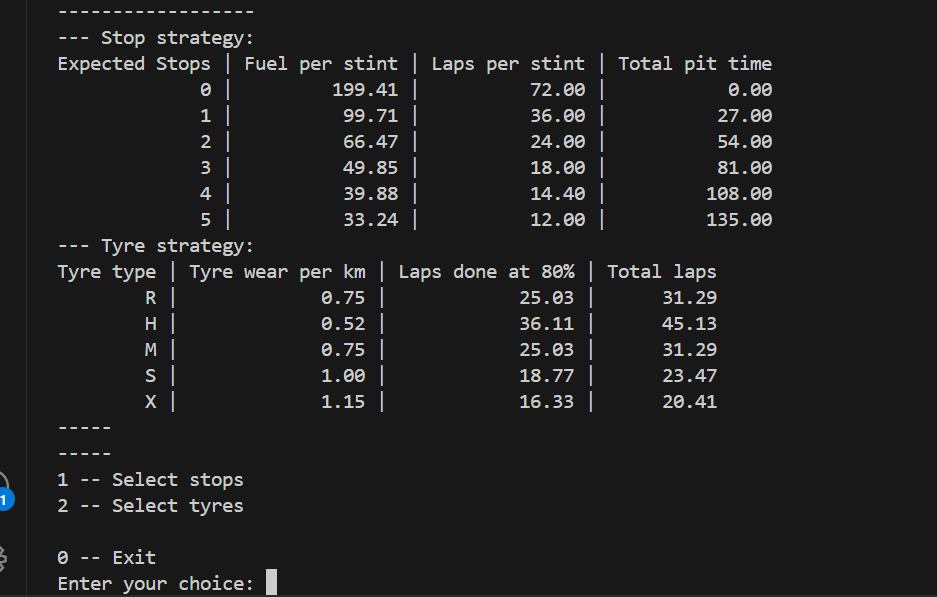 ------------------
--- Stop strategy:
Expected Stops | Fuel per stint | Laps per stint | Total pit time
0 | 199.41 | 72.00 | 0.00
1 | 99.71 | 36.00 | 27.00
2 | 66.47 | 24.00 | 54.00
3 | 49.85 | 18.00 | 81.00
4 | 39.88 | 14.40 | 108.00
5 | 33.24 | 12.00 | 135.00
--- Tyre strategy:
Tyre type | Tyre wear per km | Laps done at 80% | Total laps
R | 0.75 | 25.03 | 31.29
H | 0.52 | 36.11 | 45.13
M | 0.75 | 25.03 | 31.29
S | 1.00 | 18.77 | 23.47
X | 1.15 | 16.33 | 20.41
-----
-----
1 -- Select stops
1
2 -- Select tyres
0 -- Exit
Enter your choice: